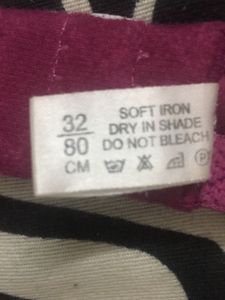 32
80
CM
SOFT IRON
DRY IN SHADE
DO NOT BLEACH
P